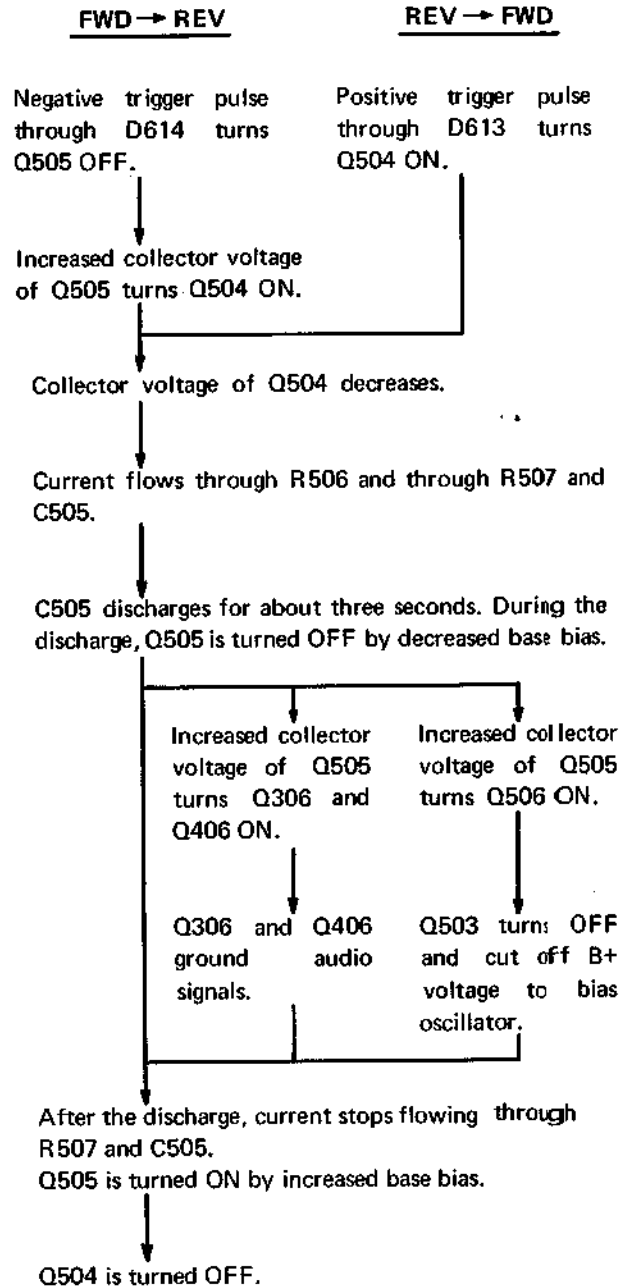 FWD → REV
REV → FWD
Negative trigger pulse
through D614 turns
Q505 OFF.
Positive trigger pulse
through D613 turns
Q504 ON.
Increased collector voltage
of Q505 turns Q504 ON.
Collector voltage of Q504 decreases.
Current flows through R506 and through R507 and
C505.
C505 discharges for about three seconds. During the
discharge, Q505 is turned OFF by decreased base bias.
Increased collector
voltage of Q505
turns Q306 and
Q406 ON.
Increased collector
voltage of Q505
turns Q506 ON.
Q306 and Q406
ground audio
signals.
Q503 turns OFF
and cut off B+
voltage to bias
oscillator.
After the discharge, current stops flowing through
R507 and C505.
Q505 is turned ON by increased base bias.
Q504 is turned OFF.